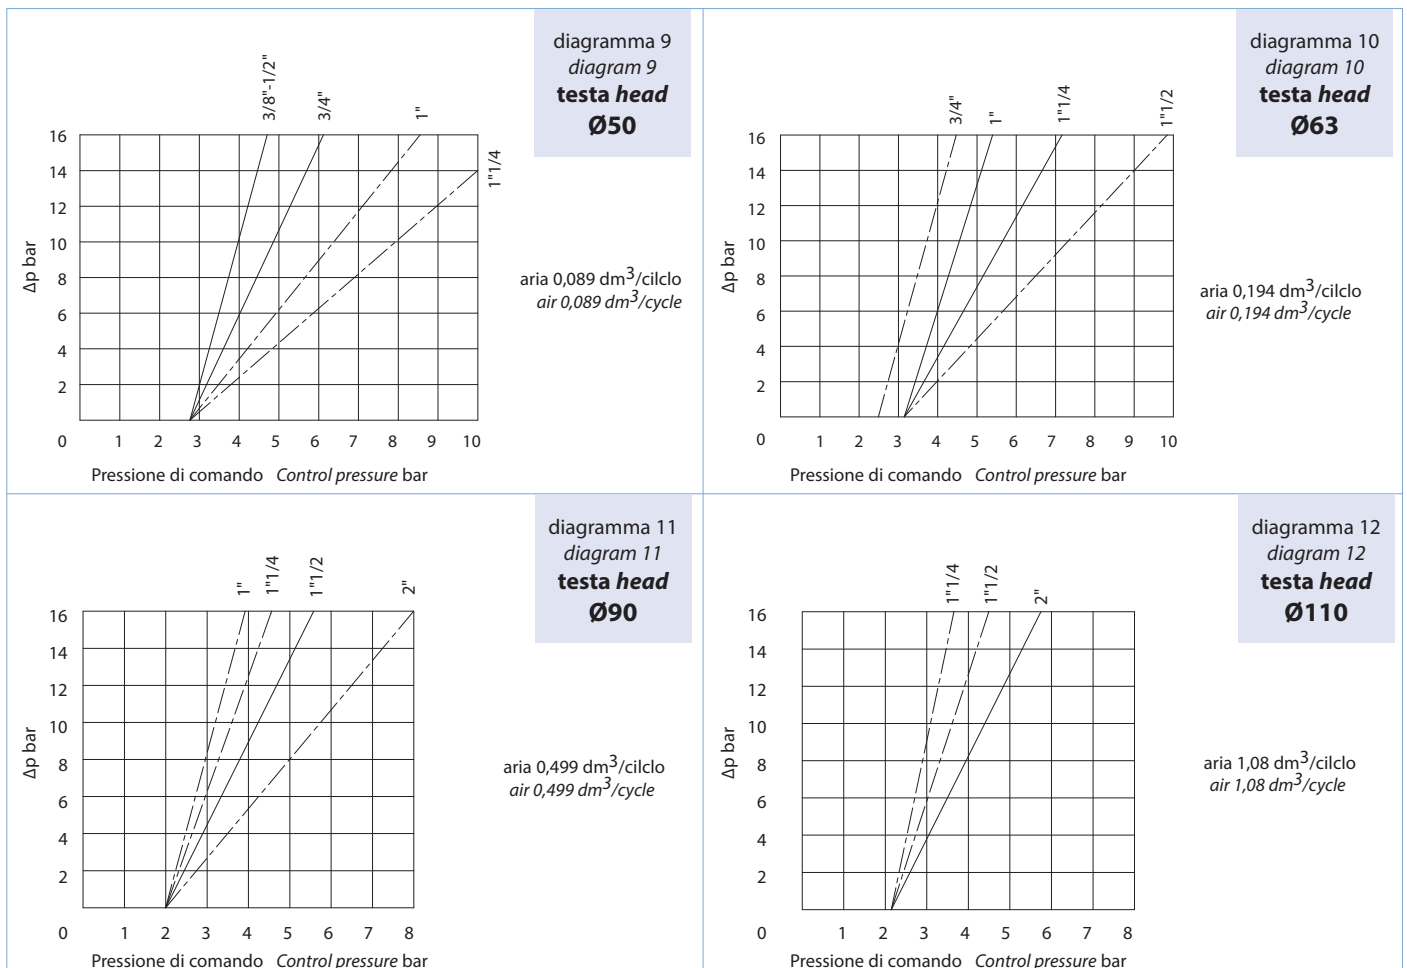 diagramma 9
diagram 9
testa head
Ø50
3/8"-1/2"
3/4"
1"
1"1/4
16
14
12
10
8
6
4
2
0 1 2 3 4 5 6 7 8 9 10
Δp bar
Pressione di comando Control pressure bar
aria 0,089 dm³/cilclo
air 0,089 dm³/cycle
diagramma 10
diagram 10
testa head
Ø63
3/4"
1"
1"1/4
1"1/2
16
14
12
10
8
6
4
2
0 1 2 3 4 5 6 7 8 9 10
Δp bar
Pressione di comando Control pressure bar
aria 0,194 dm³/cilclo
air 0,194 dm³/cycle
diagramma 11
diagram 11
testa head
Ø90
1"
1"1/4
1"1/2
2"
16
14
12
10
8
6
4
2
0 1 2 3 4 5 6 7 8
Δp bar
Pressione di comando Control pressure bar
aria 0,499 dm³/cilclo
air 0,499 dm³/cycle
diagramma 12
diagram 12
testa head
Ø110
1"1/4
1"1/2
2"
16
14
12
10
8
6
4
2
0 1 2 3 4 5 6 7 8
Δp bar
Pressione di comando Control pressure bar
aria 1,08 dm³/cilclo
air 1,08 dm³/cycle